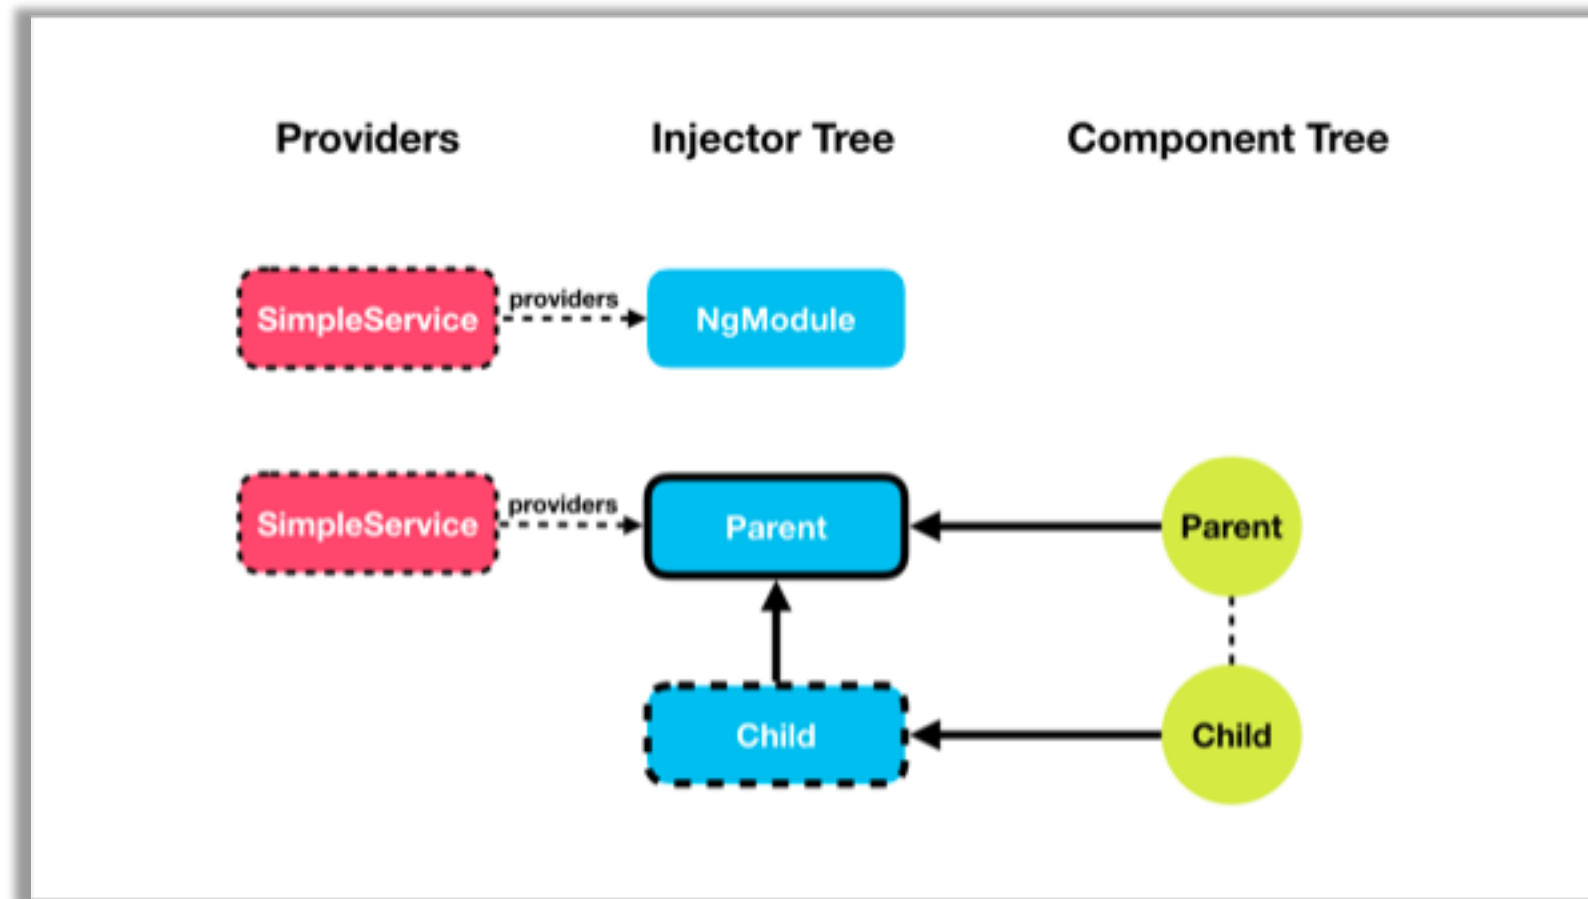 Providers
Injector Tree
Component Tree
SimpleService
providers
NgModule
SimpleService
providers
Parent
Parent
Child
Child